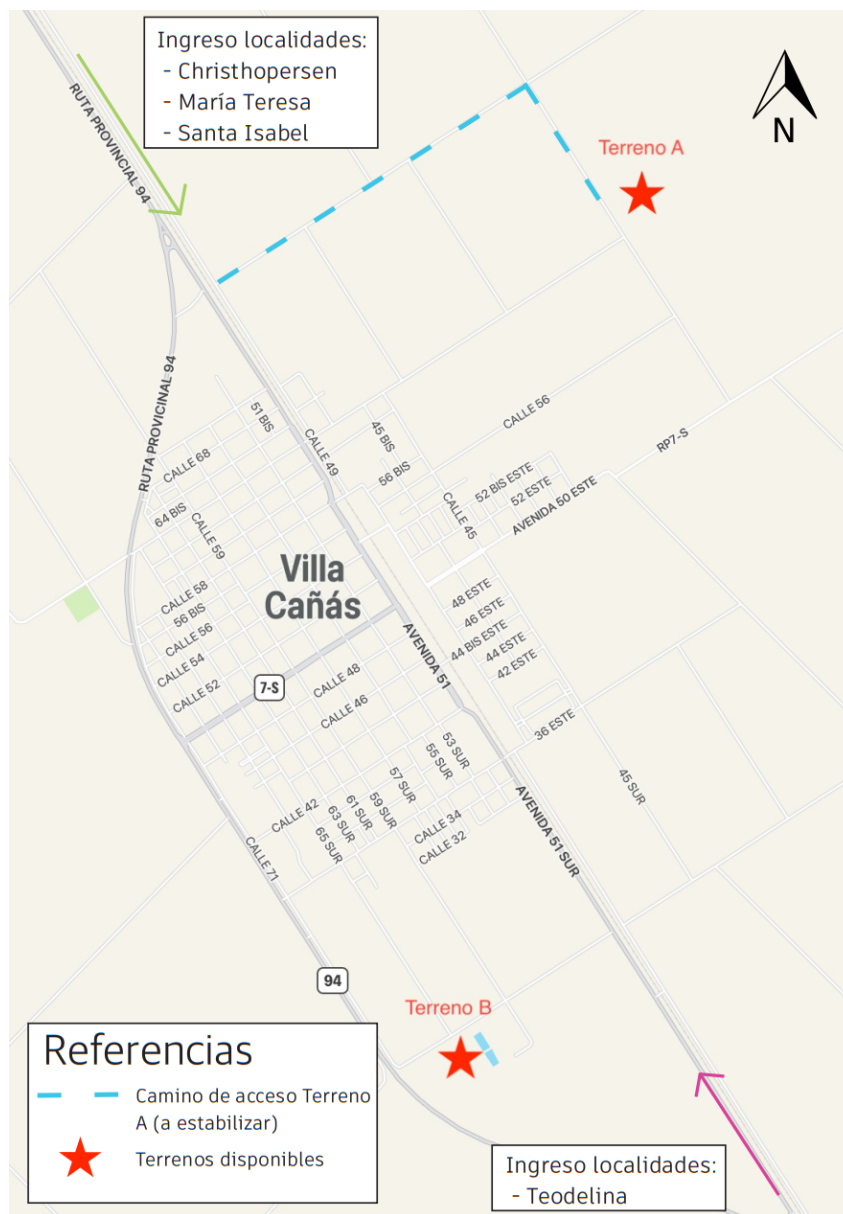 Ingreso localidades:
- Christhopersen
- María Teresa
- Santa Isabel
N
RUTA PROVINCIAL 94
Terreno A
RUTA PROVICINAL 94
51 BIS
CALLE 49
45 BIS
CALLE 56
CALLE 68
56 BIS
RP7-S
52 BIS ESTE
52 ESTE
CALLE 45
AVENIDA 50 ESTE
64 BIS
CALLE 59
Villa
Cañás
CALLE 58
56 BIS
CALLE 56
CALLE 54
CALLE 52
48 ESTE
46 ESTE
44 BIS ESTE
44 ESTE
42 ESTE
AVENIDA 51
7-S
CALLE 48
CALLE 46
36 ESTE
53 SUR
55 SUR
57 SUR
59 SUR
61 SUR
63 SUR
65 SUR
CALLE 42
CALLE 34
CALLE 32
45 SUR
AVENIDA 51 SUR
CALLE 71
94
Terreno B
Referencias
Camino de acceso Terreno
A (a estabilizar)
Terrenos disponibles
Ingreso localidades:
- Teodelina